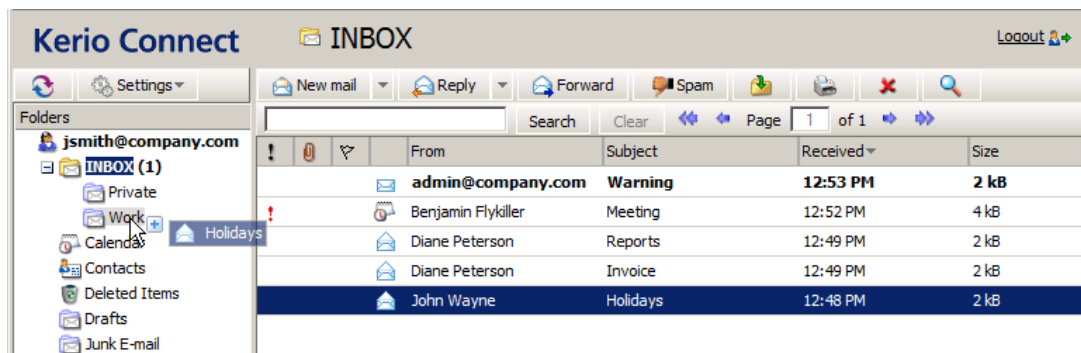 Kerio Connect
INBOX
Logout
Settings
New mail
Reply
Forward
Spam
Folders
Search
Clear
Page 1 of 1
jsmith@company.com
INBOX (1)
Private
Work
Calendar
Contacts
Deleted Items
Drafts
Junk E-mail
Holidays
! From Subject Received Size
admin@company.com Warning 12:53 PM 2 kB
! Benjamin Flykiller Meeting 12:52 PM 4 kB
Diane Peterson Reports 12:49 PM 2 kB
Diane Peterson Invoice 12:49 PM 2 kB
John Wayne Holidays 12:48 PM 2 kB